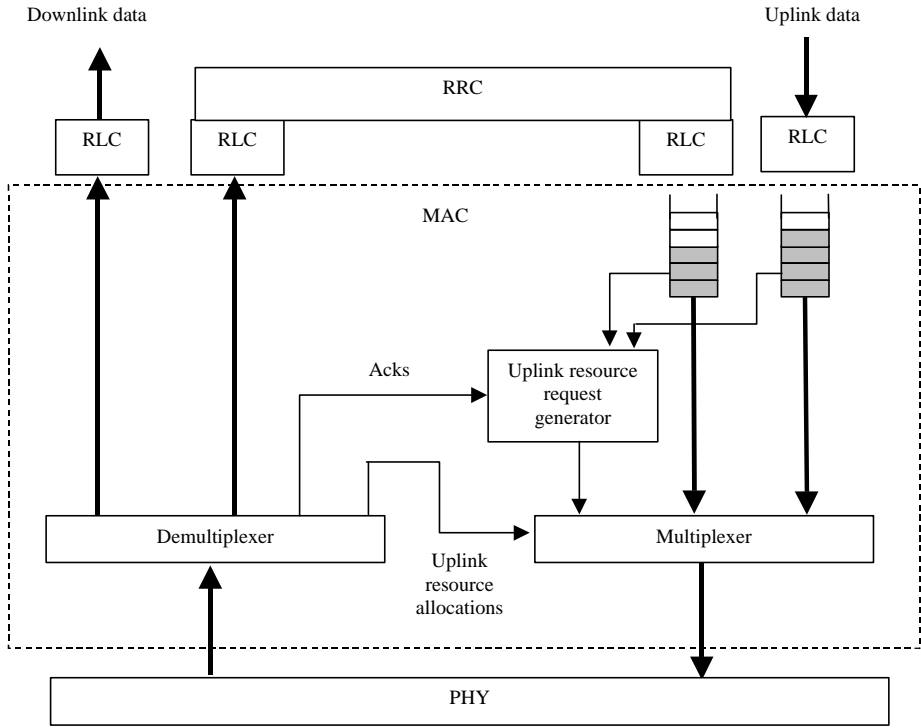 Downlink data
Uplink data
RRC
RLC
RLC
RLC
RLC
MAC
Acks
Uplink resource
request
generator
Demultiplexer
Multiplexer
Uplink
resource
allocations
PHY